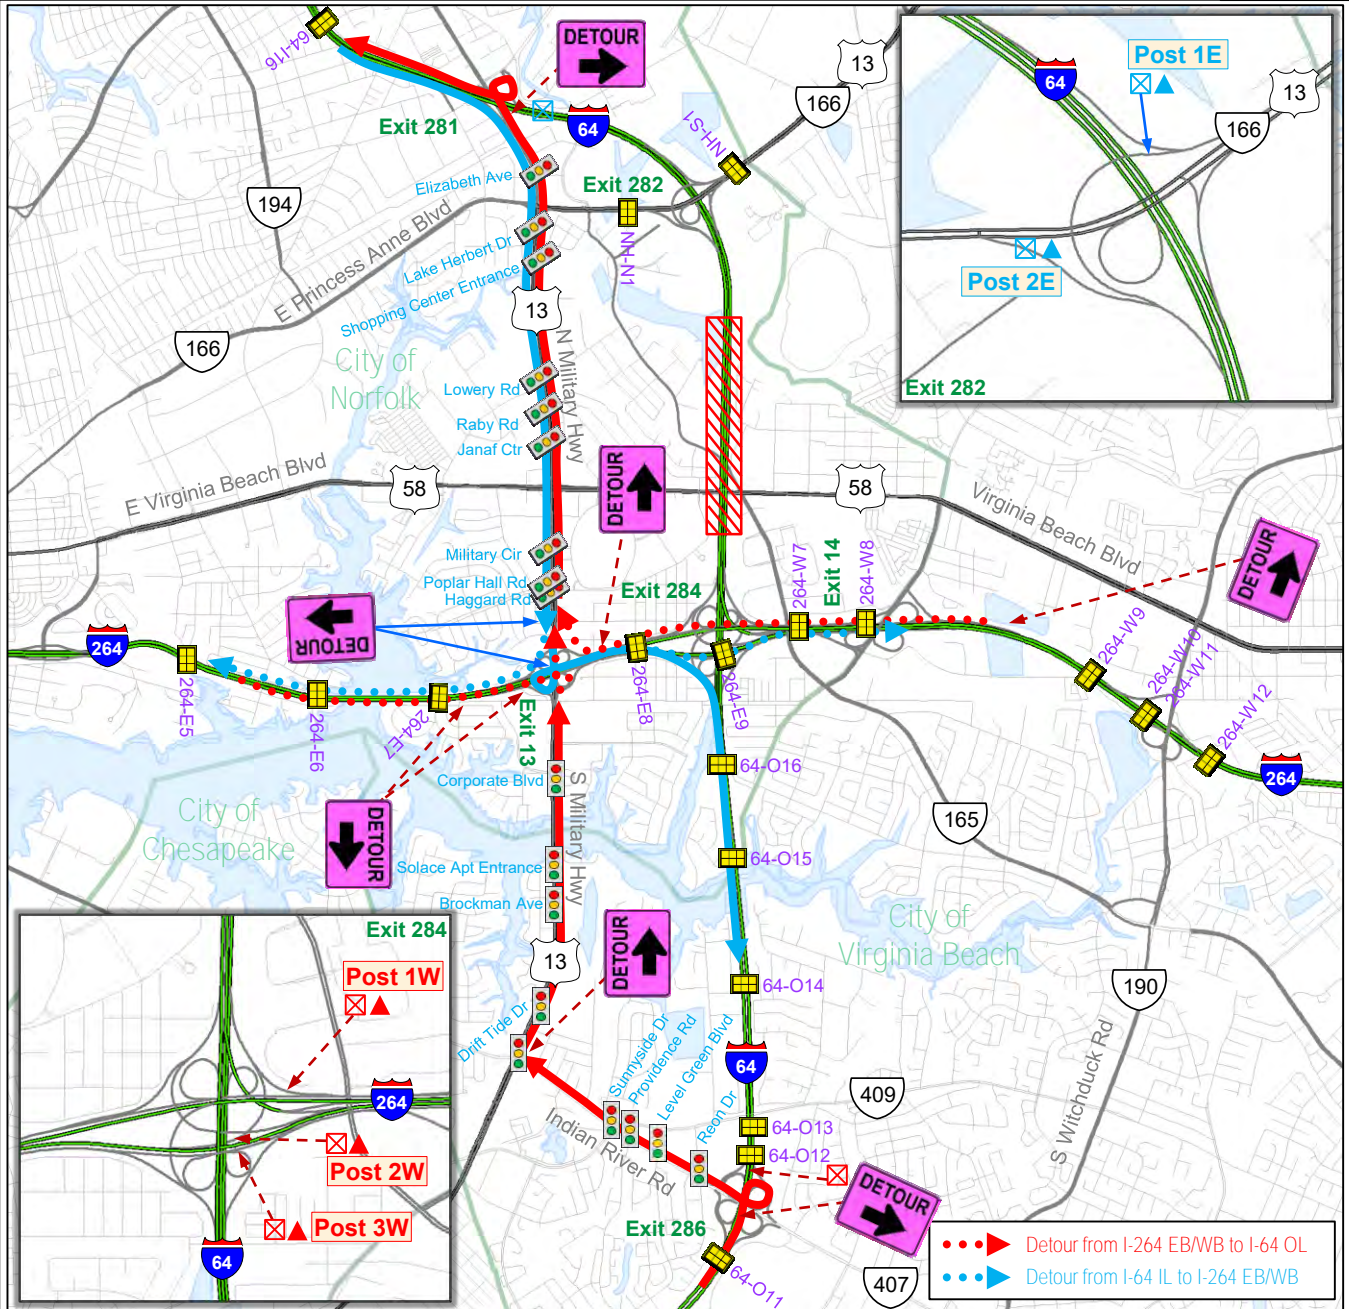 64-I16
DETOUR
13
166
Exit 281
64
NH-S1
Exit 282
Elizabeth Ave
194
E Princess Anne Blvd
Lake Herbert Dr
NH-N1
Shopping Center Entrance
13
166
City of
Norfolk
N Military Hwy
Lowery Rd
Raby Rd
Janaf Ctr
Post 1E
64
13
166
Post 2E
Exit 282
E Virginia Beach Blvd
58
DETOUR
58
Virginia Beach Blvd
Military Cir
Poplar Hall Rd
Haggard Rd
Exit 284
264-W7
Exit 14
264-W8
DETOUR
DETOUR
264
264-E5
264-E6
264-E7
Exit 13
264-E8
264-E9
264-W9
264-W10
264-W11
264-W12
264
64-O16
Corporate Blvd
S Military Hwy
City of
Chesapeake
DETOUR
165
64-O15
Solace Apt Entrance
Brockman Ave
City of
Virginia Beach
DETOUR
13
64-O14
190
Drift Tide Dr
Sunnyside Dr
Providence Rd
Level Green Blvd
Reon Dr
64
S Witchduck Rd
409
Indian River Rd
64-O13
64-O12
DETOUR
Exit 286
64-O11
407
Exit 284
Post 1W
264
Post 2W
Post 3W
64
Detour from I-264 EB/WB to I-64 OL
Detour from I-64 IL to I-264 EB/WB